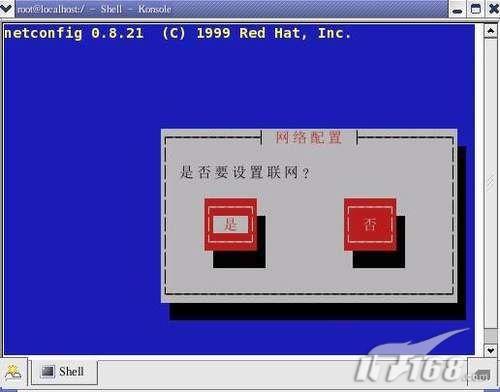 root@localhost:/ - Shell - Konsole
netconfig 0.8.21  (C) 1999 Red Hat, Inc.
网络配置
是否要设置联网?
是
否
Shell
IT168.com